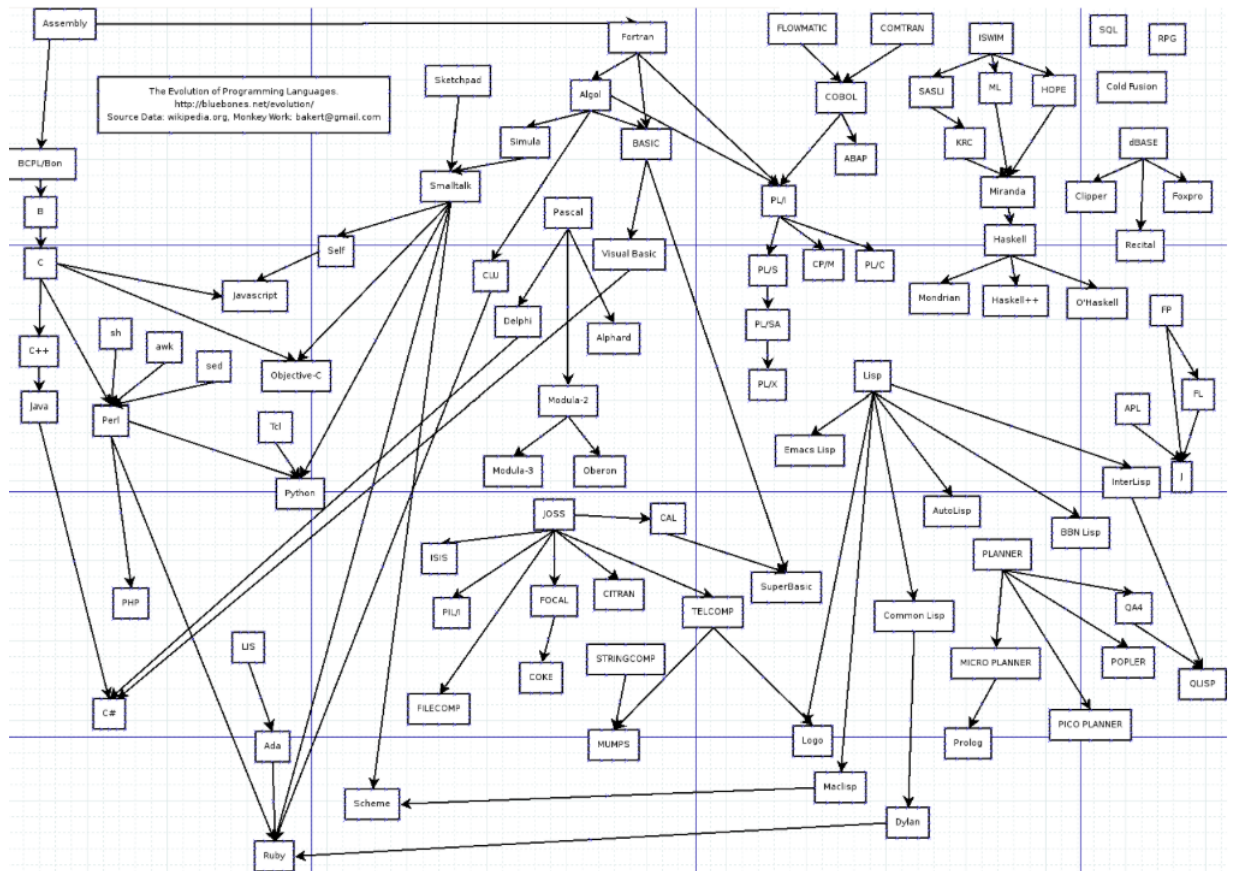 Assembly
Fortran
FLOWMATIC
COMTRAN
ISWIM
SQL
RPG
Sketchpad
Algol
COBOL
SASLI
ML
HOPE
Cold Fusion
The Evolution of Programming Languages.
http://bluebones.net/evolution/
Source Data: wikipedia.org, Monkey Work: bakert@gmail.com
Simula
BASIC
ABAP
KRC
dBASE
BCPL/Bon
Smalltalk
Miranda
Clipper
Foxpro
B
Pascal
PL/I
Self
Haskell
Recital
C
CLU
Visual Basic
PL/S
CP/M
PL/C
Javascript
Mondrian
Haskell++
O'Haskell
sh
Delphi
PL/SA
FP
C++
awk
Alphard
sed
Objective-C
PL/X
Lisp
Java
Perl
Modula-2
APL
FL
Tcl
Emacs Lisp
Modula-3
Oberon
InterLisp
J
Python
JOSS
CAL
AutoLisp
BBN Lisp
ISIS
PLANNER
PHP
PIL/I
FOCAL
CITRAN
SuperBasic
TELCOMP
Common Lisp
QA4
LIS
STRINGCOMP
MICRO PLANNER
POPLER
COKE
QLISP
C#
FILECOMP
PICO PLANNER
Ada
MUMPS
Logo
Prolog
Scheme
Maclisp
Dylan
Ruby